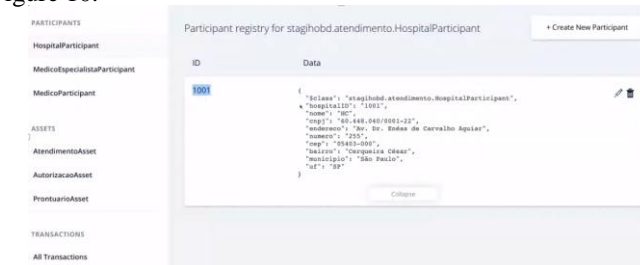 igure 10.
PARTICIPANTS
HospitalParticipant
MedicoEspecialistaParticipant
MedicoParticipant
ASSETS
AtendimentoAsset
AutorizacaoAsset
ProntuarioAsset
TRANSACTIONS
All Transactions
Participant registry for stagihobd.atendimento.HospitalParticipant
+ Create New Participant
ID Data
1001
{
"$class": "stagihobd.atendimento.HospitalParticipant",
"hospitalID": "1001",
"nome": "HC",
"cnpj": "60.448.040/0001-22",
"endereco": "Av. Dr. Enéas de Carvalho Aguiar",
"numero": "255",
"cep": "05403-000",
"bairro": "Cerqueira César",
"municipio": "São Paulo",
"uf": "SP"
}
Collapse